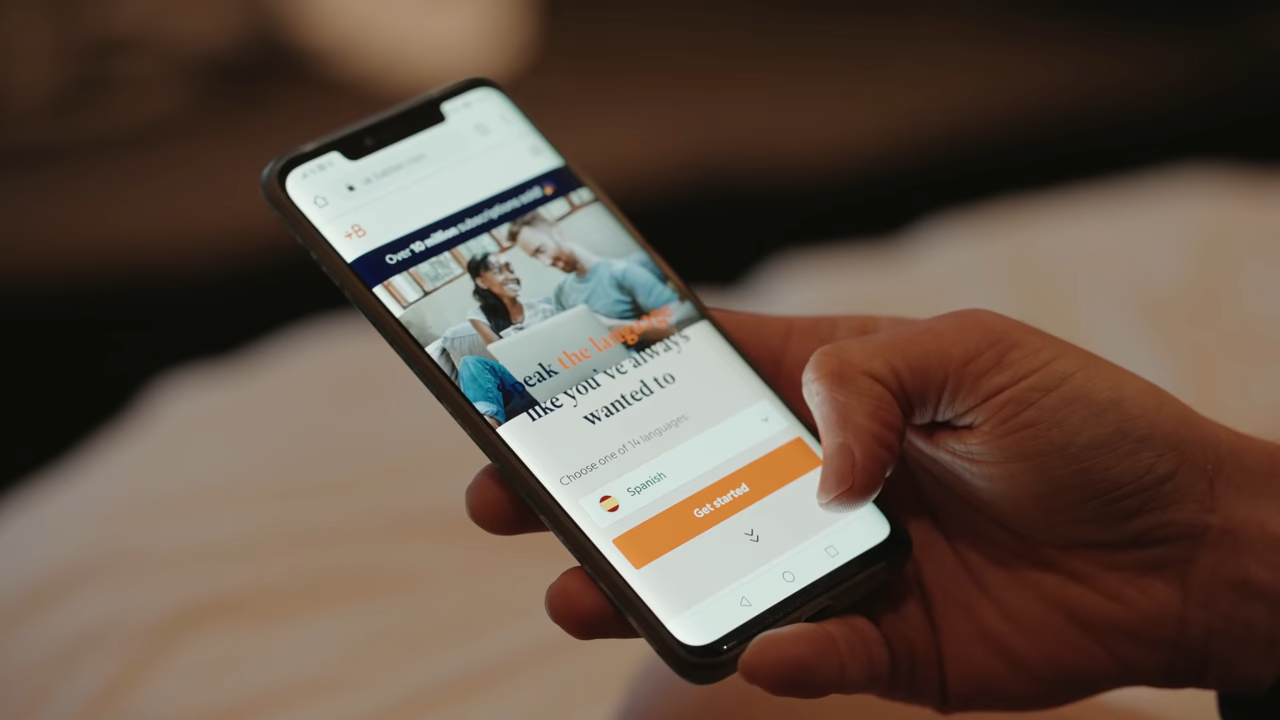 +B
Over 10 million subscriptions sold!
Speak the language
like you've always
wanted to
Choose one of 14 languages
Spanish
Get started